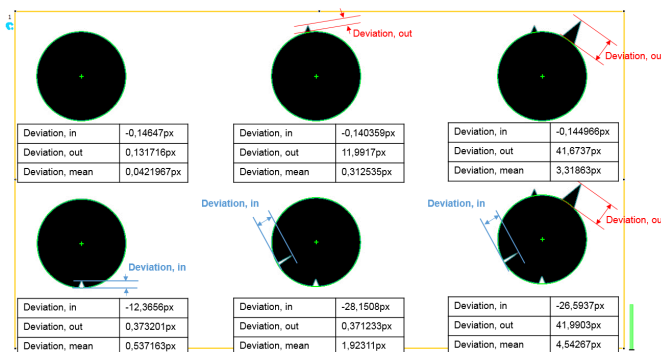 1
Deviation, out
Deviation, ou
Deviation, in -0,14647px
Deviation, out 0,131716px
Deviation, mean 0,0421967px
Deviation, in -0,140359px
Deviation, out 11,9917px
Deviation, mean 0,312535px
Deviation, in -0,144966px
Deviation, out 41,6737px
Deviation, mean 3,31863px
Deviation, in
Deviation, in
Deviation, in
Deviation, ou
Deviation, in -12,3656px
Deviation, out 0,373201px
Deviation, mean 0,537163px
Deviation, in -28,1508px
Deviation, out 0,371233px
Deviation, mean 1,92311px
Deviation, in -26,5937px
Deviation, out 41,9903px
Deviation, mean 4,54267px